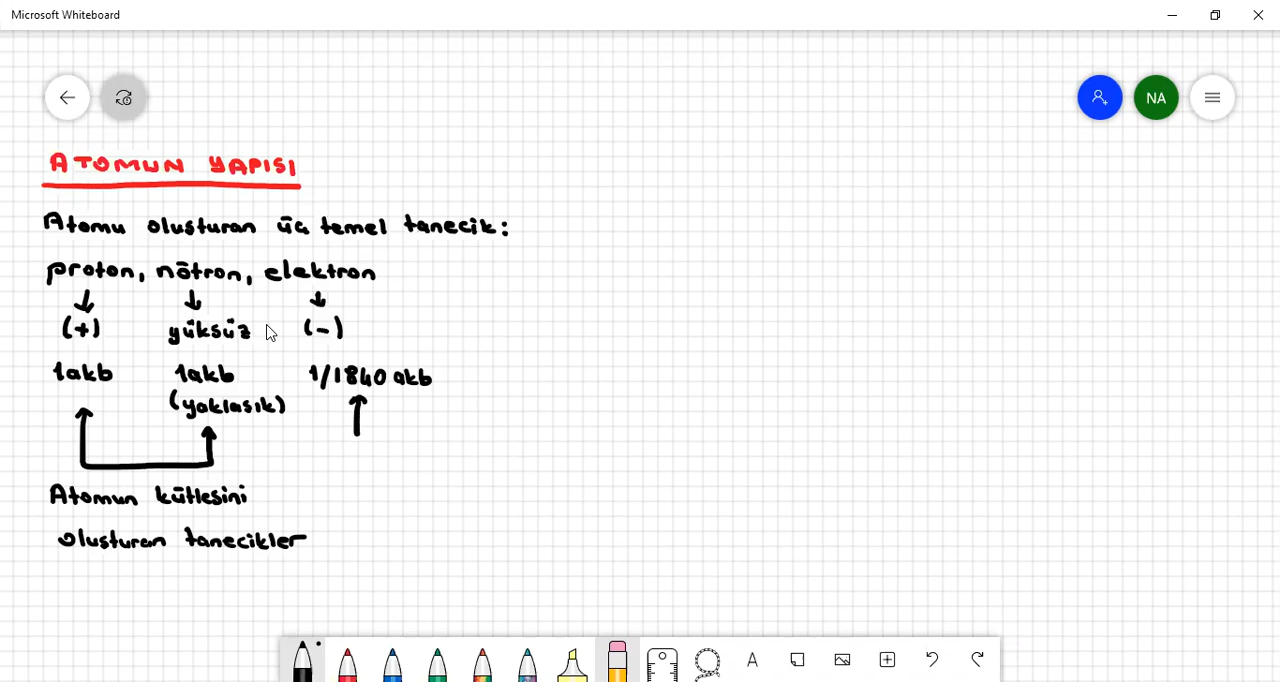 Microsoft Whiteboard
NA
ATOMUN YAPISI
Atomu oluşturan üç temel tanecik:
proton, nötron, elektron
(+) yüksüz (-)
1akb 1akb 1/1840 akb
(yaklaşık)
Atomun kütlesini
oluşturan tanecikler
A